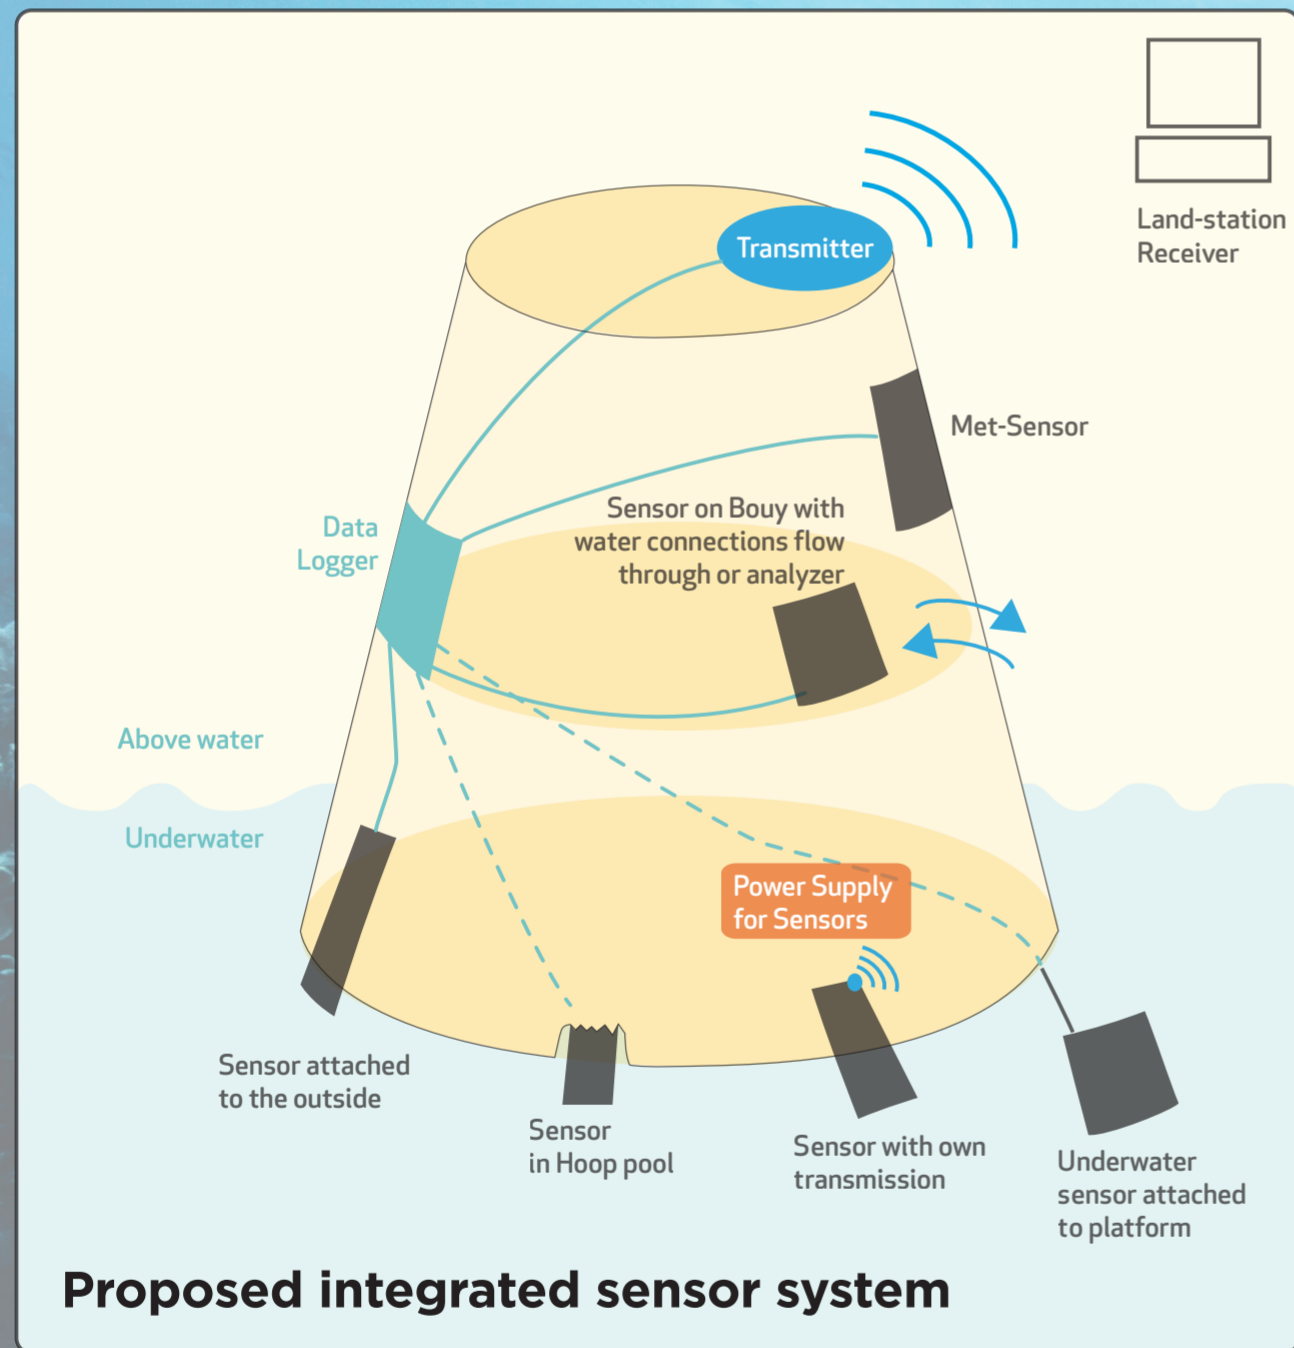 Transmitter
Land-station
Receiver
Met-Sensor
Sensor on Bouy with
water connections flow
through or analyzer
Data
Logger
Above water
Underwater
Power Supply
for Sensors
Sensor attached
to the outside
Sensor
in Hoop pool
Sensor with own
transmission
Underwater
sensor attached
to platform
Proposed integrated sensor system